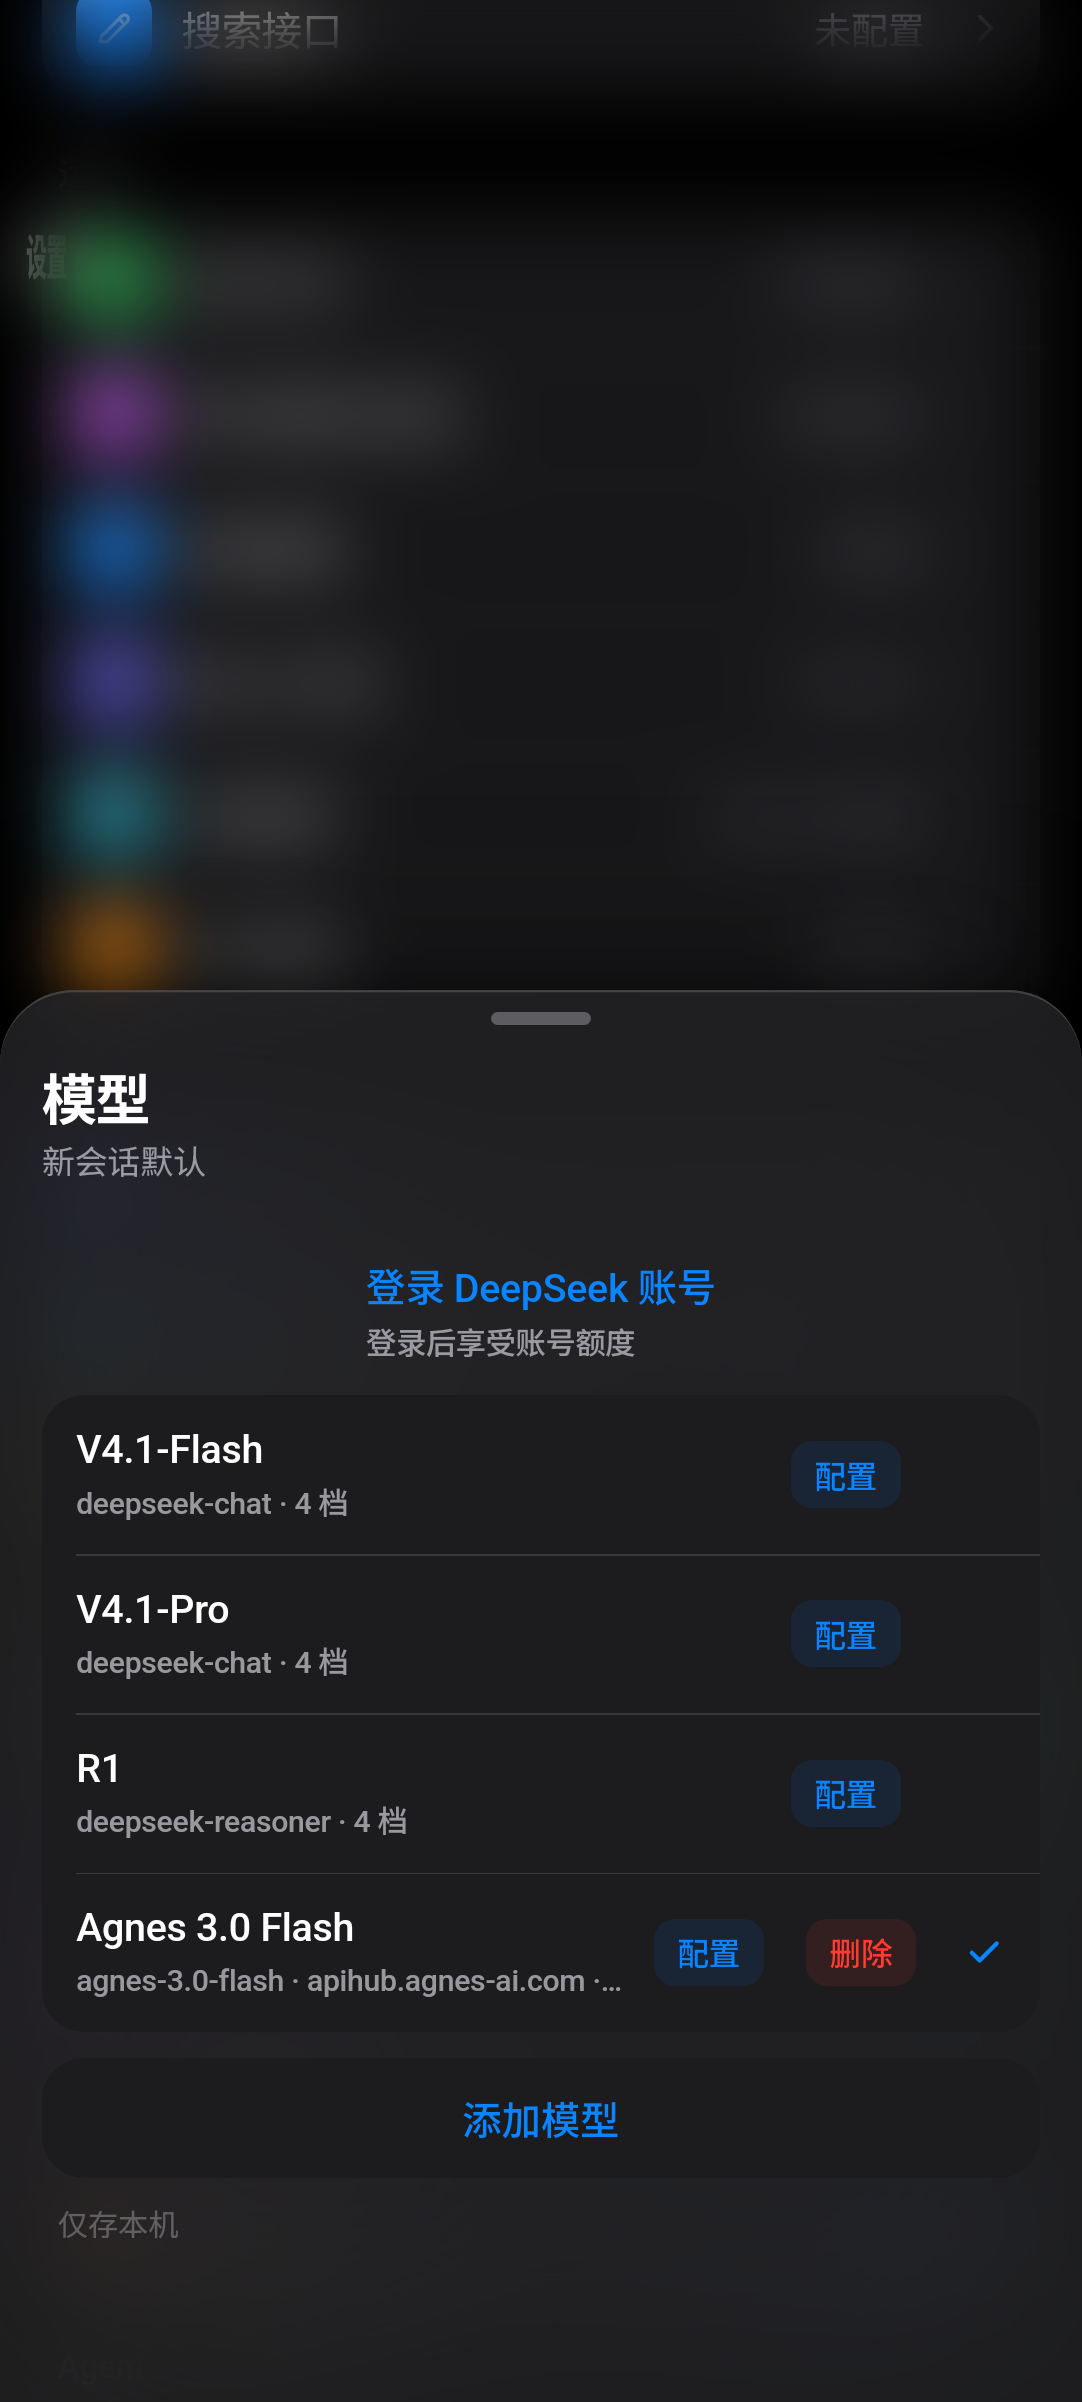 搜索接口
未配置
设置
模型
新会话默认
登录 DeepSeek 账号
登录后享受账号额度
V4.1-Flash
deepseek-chat · 4 档
配置
V4.1-Pro
deepseek-chat · 4 档
配置
R1
deepseek-reasoner · 4 档
配置
Agnes 3.0 Flash
agnes-3.0-flash · apihub.agnes-ai.com ·...
配置
删除
添加模型
仅存本机